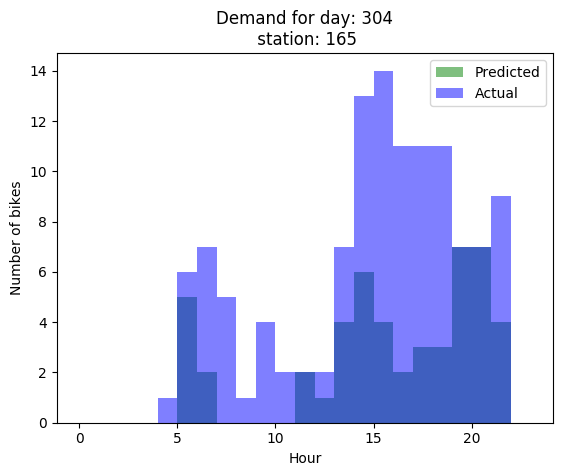 Demand for day: 304
station: 165
Predicted
Actual
Number of bikes
14
12
10
8
6
4
2
0
0 5 10 15 20
Hour